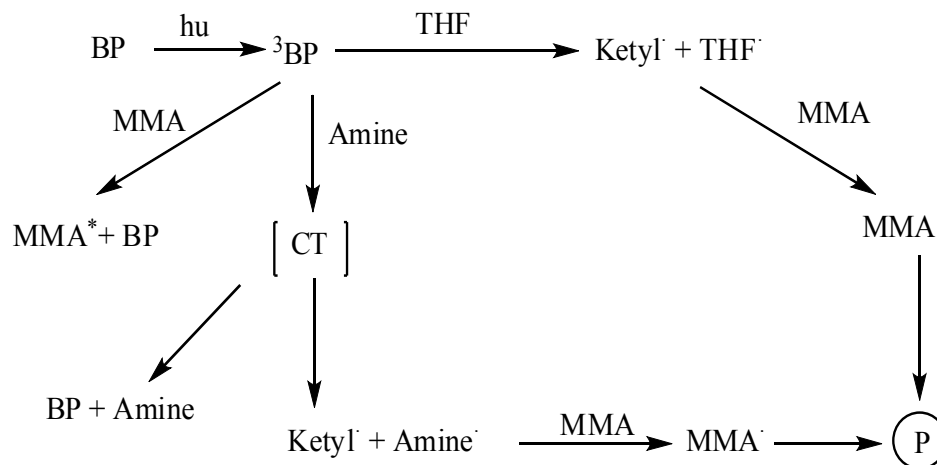 BP hu ³BP THF Ketyl˙ + THF˙
MMA Amine MMA
MMA* + BP [ CT ] MMA
BP + Amine
Ketyl˙ + Amine˙ MMA MMA˙ P